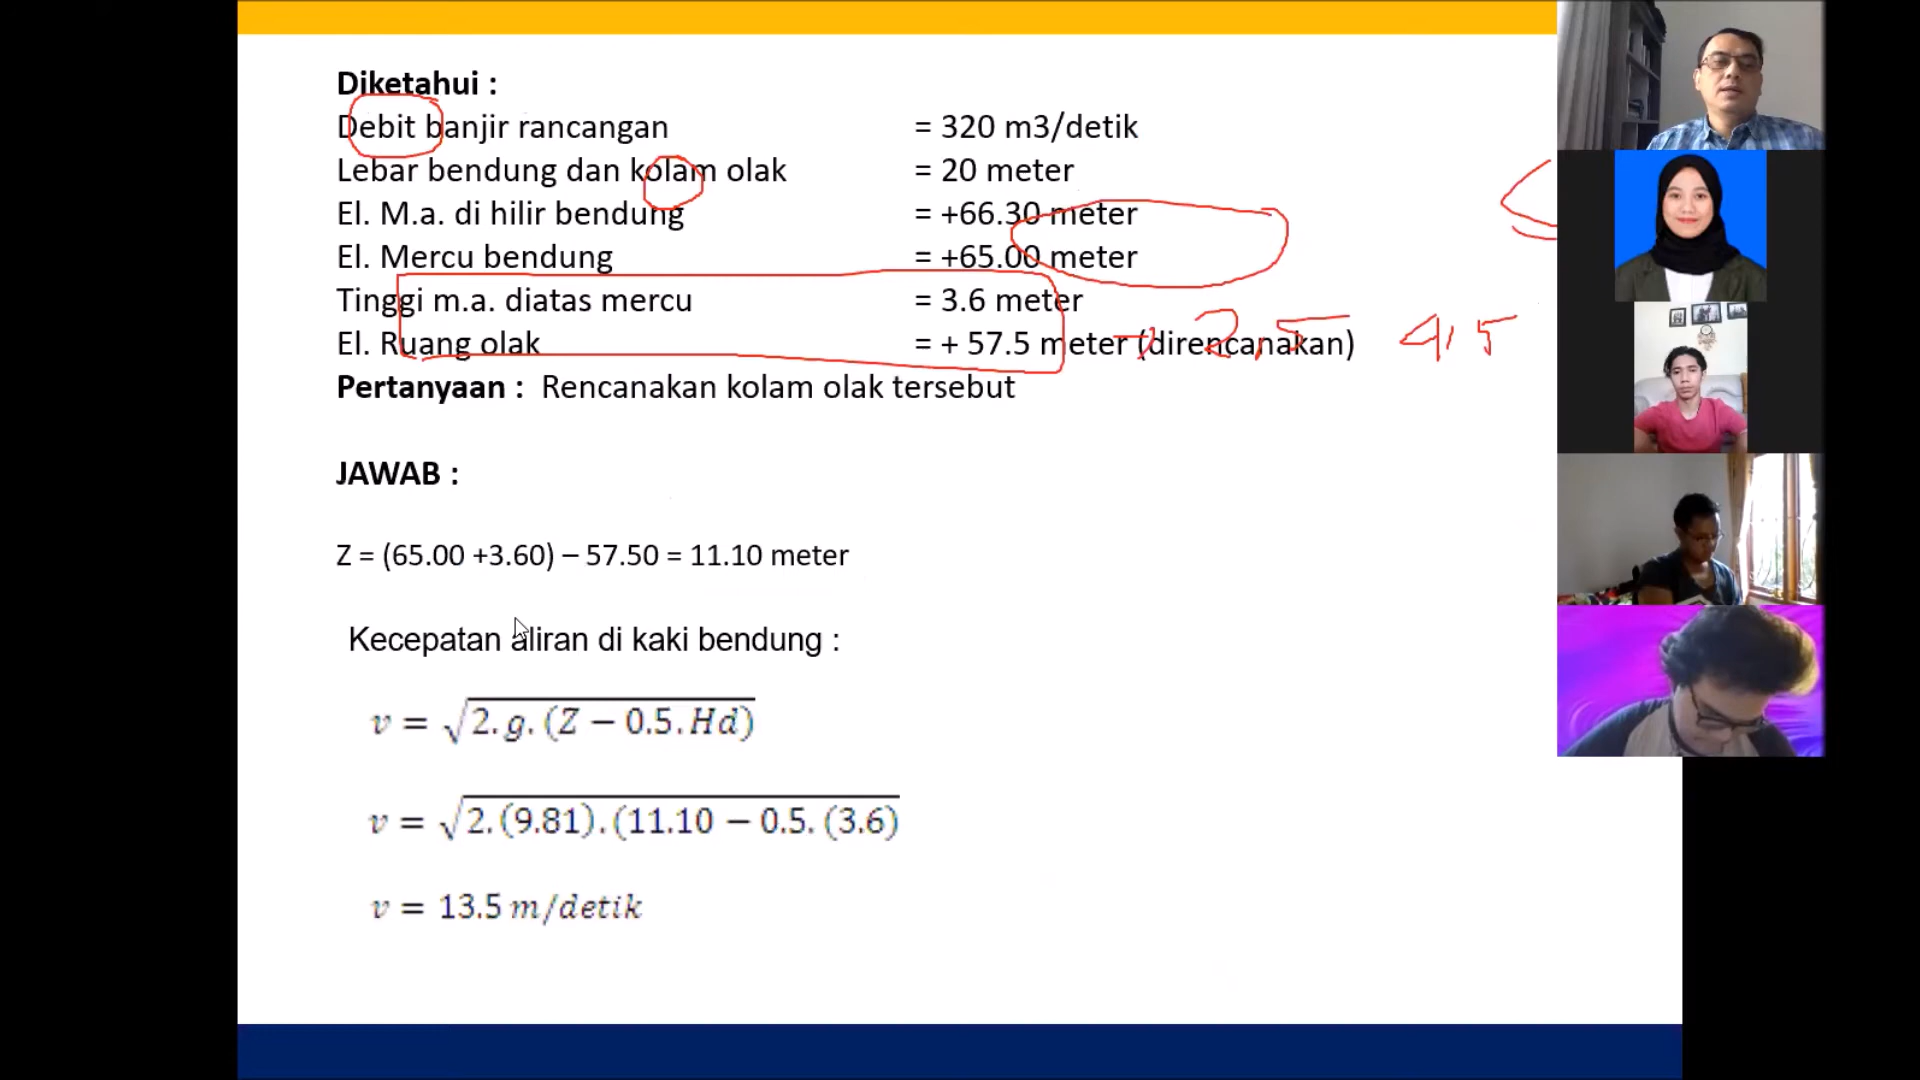 Diketahui :
Debit banjir rancangan = 320 m3/detik
Lebar bendung dan kolam olak = 20 meter
El. M.a. di hilir bendung = +66.30 meter
El. Mercu bendung = +65.00 meter
Tinggi m.a. diatas mercu = 3.6 meter
El. Ruang olak = + 57.5 meter (direncanakan) 2,5 4,5
Pertanyaan : Rencanakan kolam olak tersebut
JAWAB :
Z = (65.00 +3.60) – 57.50 = 11.10 meter
Kecepatan aliran di kaki bendung :
v = √2. g. (Z − 0.5. Hd)
v = √2. (9.81). (11.10 − 0.5. (3.6)
v = 13.5 m/detik